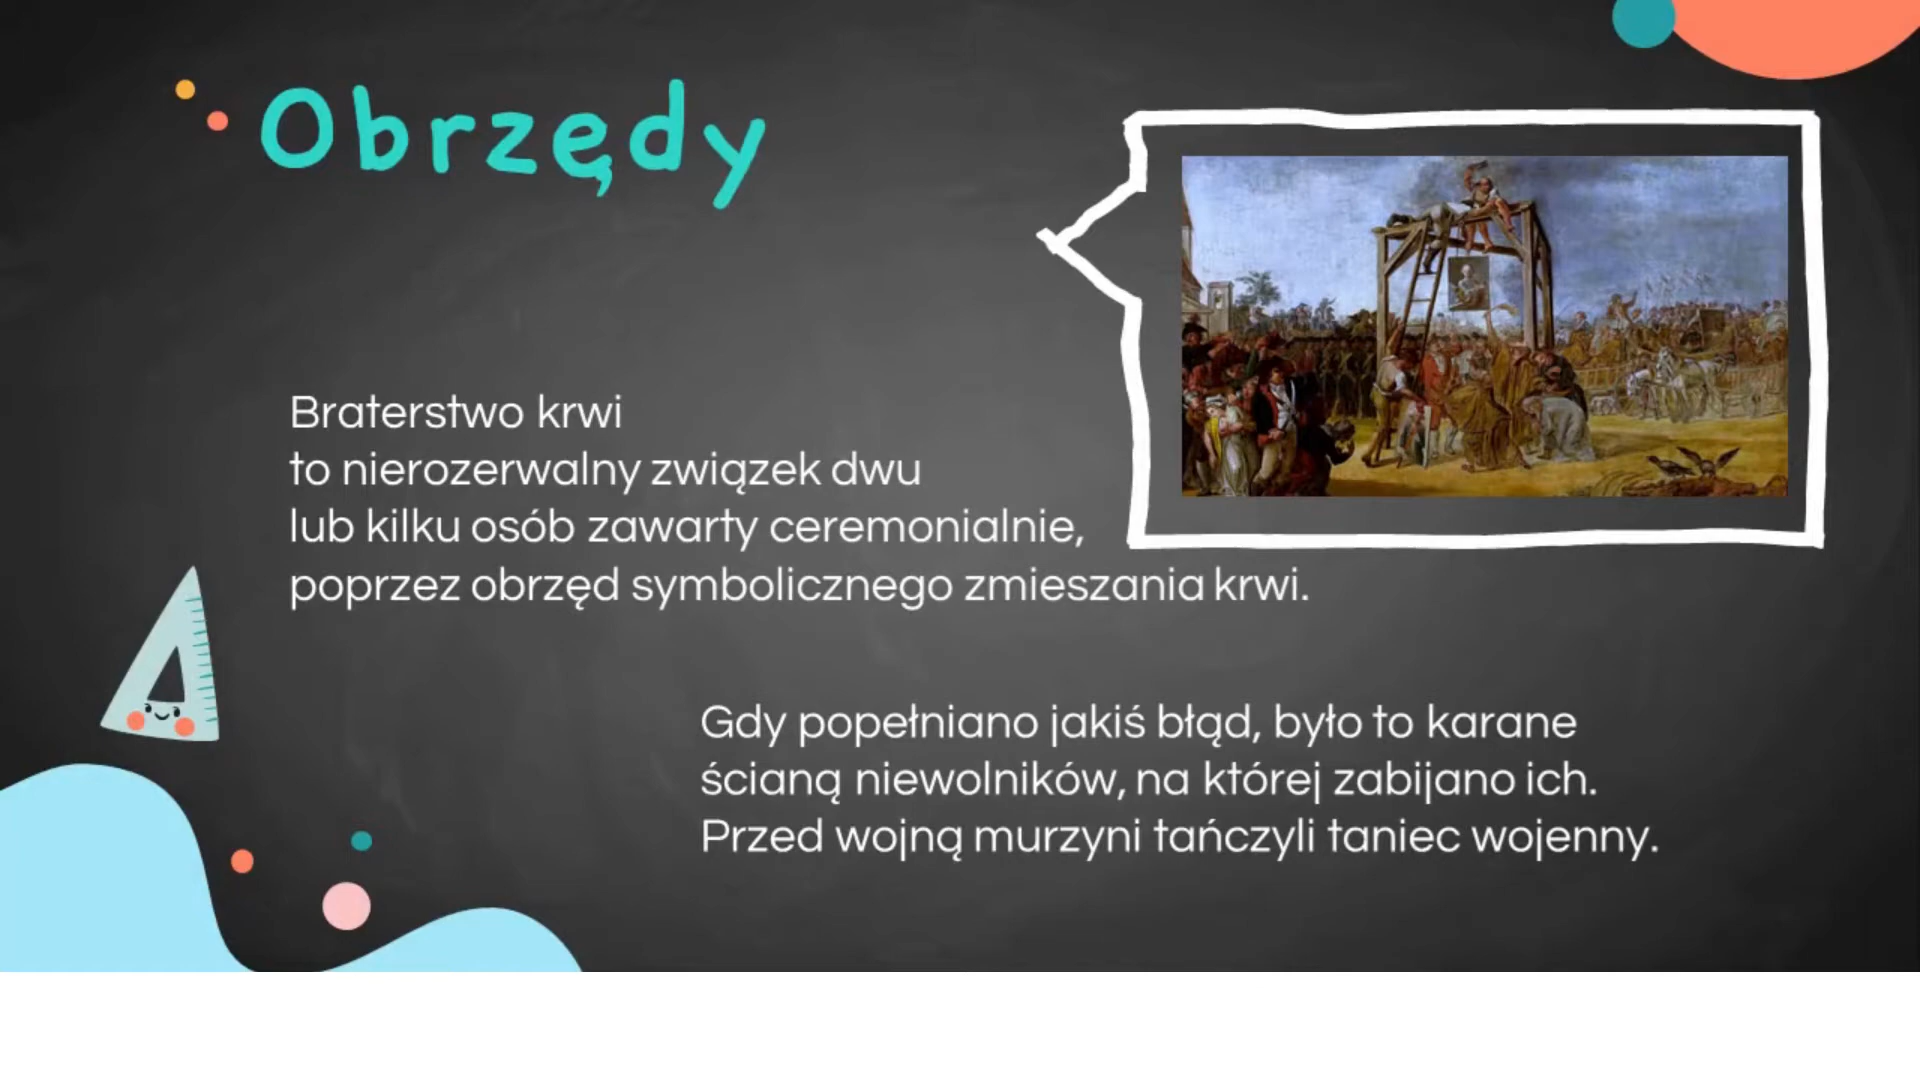 Obrzędy
Braterstwo krwi
to nierozerwalny związek dwu
lub kilku osób zawarty ceremonialnie,
poprzez obrzęd symbolicznego zmieszania krwi.
Gdy popełniano jakiś błąd, było to karane
ścianą niewolników, na której zabijano ich.
Przed wojną murzyni tańczyli taniec wojenny.